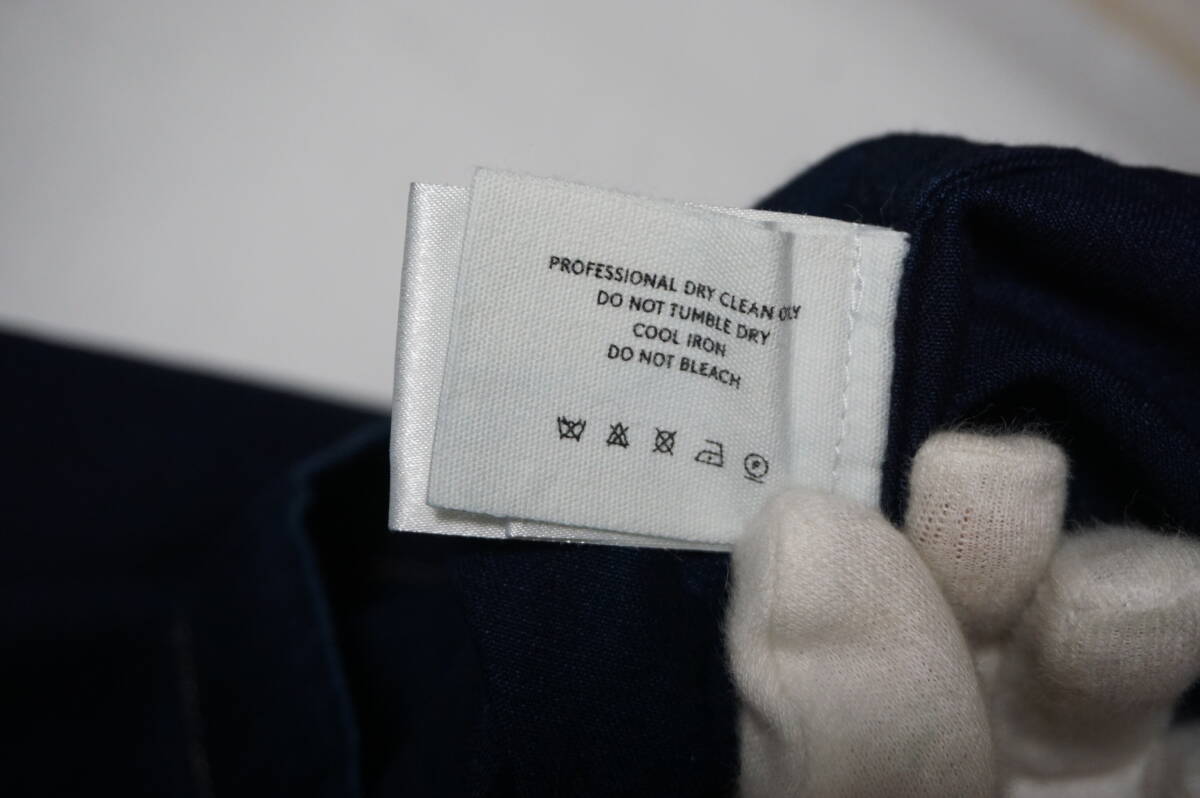 PROFESSIONAL DRY CLEAN ONLY
DO NOT TUMBLE DRY
COOL IRON
DO NOT BLEACH
P